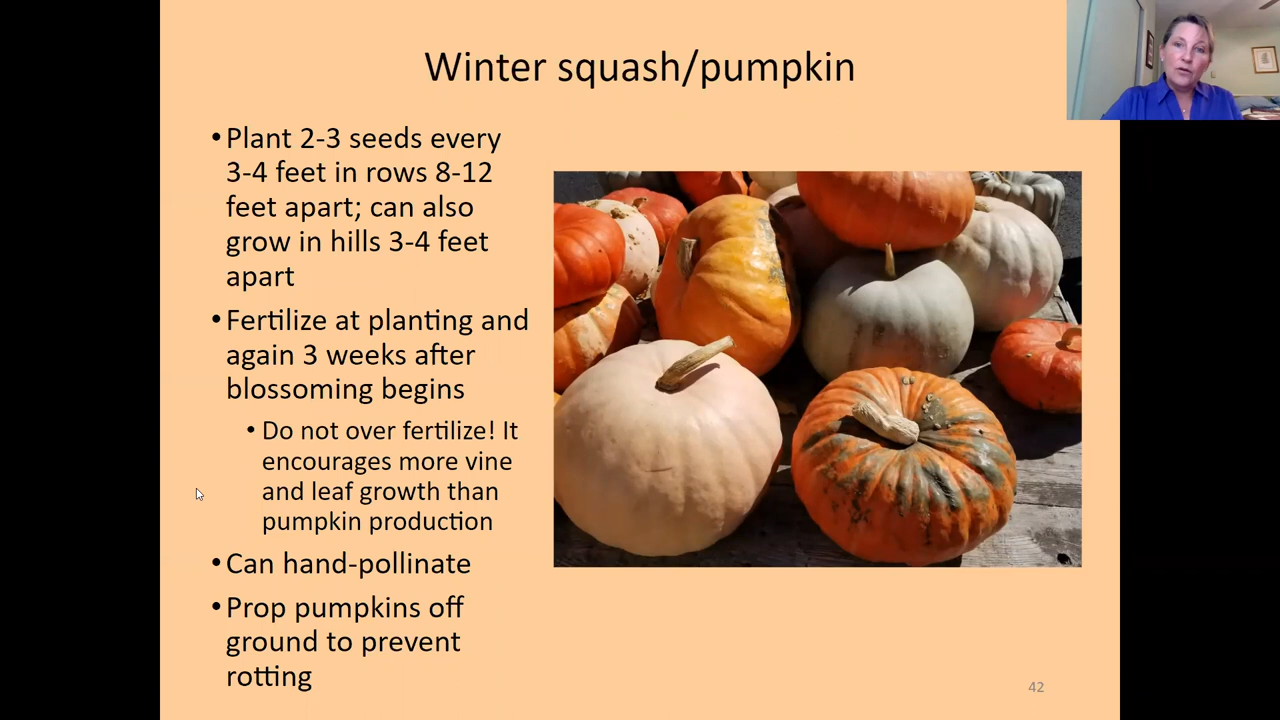 Winter squash/pumpkin
•Plant 2-3 seeds every
3-4 feet in rows 8-12
feet apart; can also
grow in hills 3-4 feet
apart
•Fertilize at planting and
again 3 weeks after
blossoming begins
•Do not over fertilize! It
encourages more vine
and leaf growth than
pumpkin production
•Can hand-pollinate
•Prop pumpkins off
ground to prevent
rotting
42